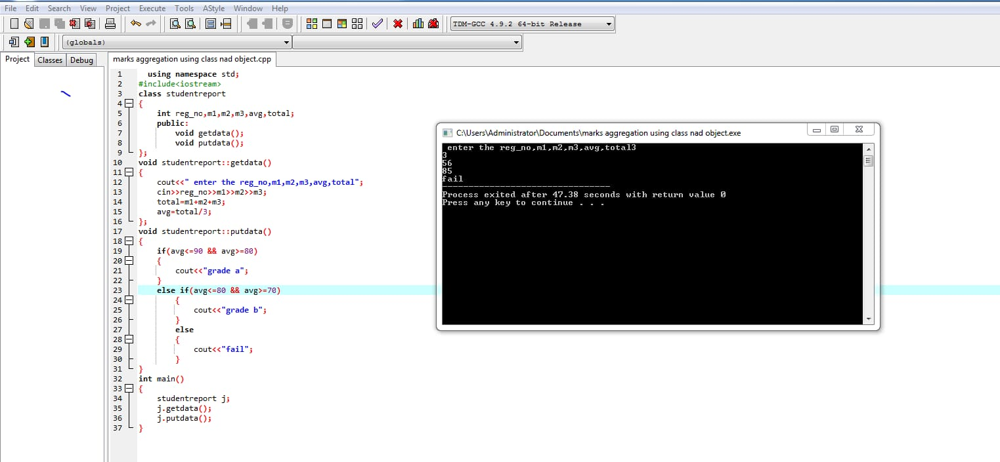 File Edit Search View Project Execute Tools AStyle Window Help
TDM-GCC 4.9.2 64-bit Release
(globals)
Project Classes Debug
marks aggregation using class nad object.cpp
1 using namespace std;
2 #include<iostream>
3 class studentreport
4 {
5 int reg_no,m1,m2,m3,avg,total;
6 public:
7 void getdata();
8 void putdata();
9 };
10 void studentreport::getdata()
11 {
12 cout<<" enter the reg_no,m1,m2,m3,avg,total";
13 cin>>reg_no>>m1>>m2>>m3;
14 total=m1+m2+m3;
15 avg=total/3;
16 };
17 void studentreport::putdata()
18 {
19 if(avg<=90 && avg>=80)
20 {
21 cout<<"grade a";
22 }
23 else if(avg<=80 && avg>=70)
24 {
25 cout<<"grade b";
26 }
27 else
28 {
29 cout<<"fail";
30 }
31 }
32 int main()
33 {
34 studentreport j;
35 j.getdata();
36 j.putdata();
37 }
C:\Users\Administrator\Documents\marks aggregation using class nad object.exe
enter the reg_no,m1,m2,m3,avg,total3
3
56
85
fail
--------------------------------
Process exited after 47.38 seconds with return value 0
Press any key to continue . . .